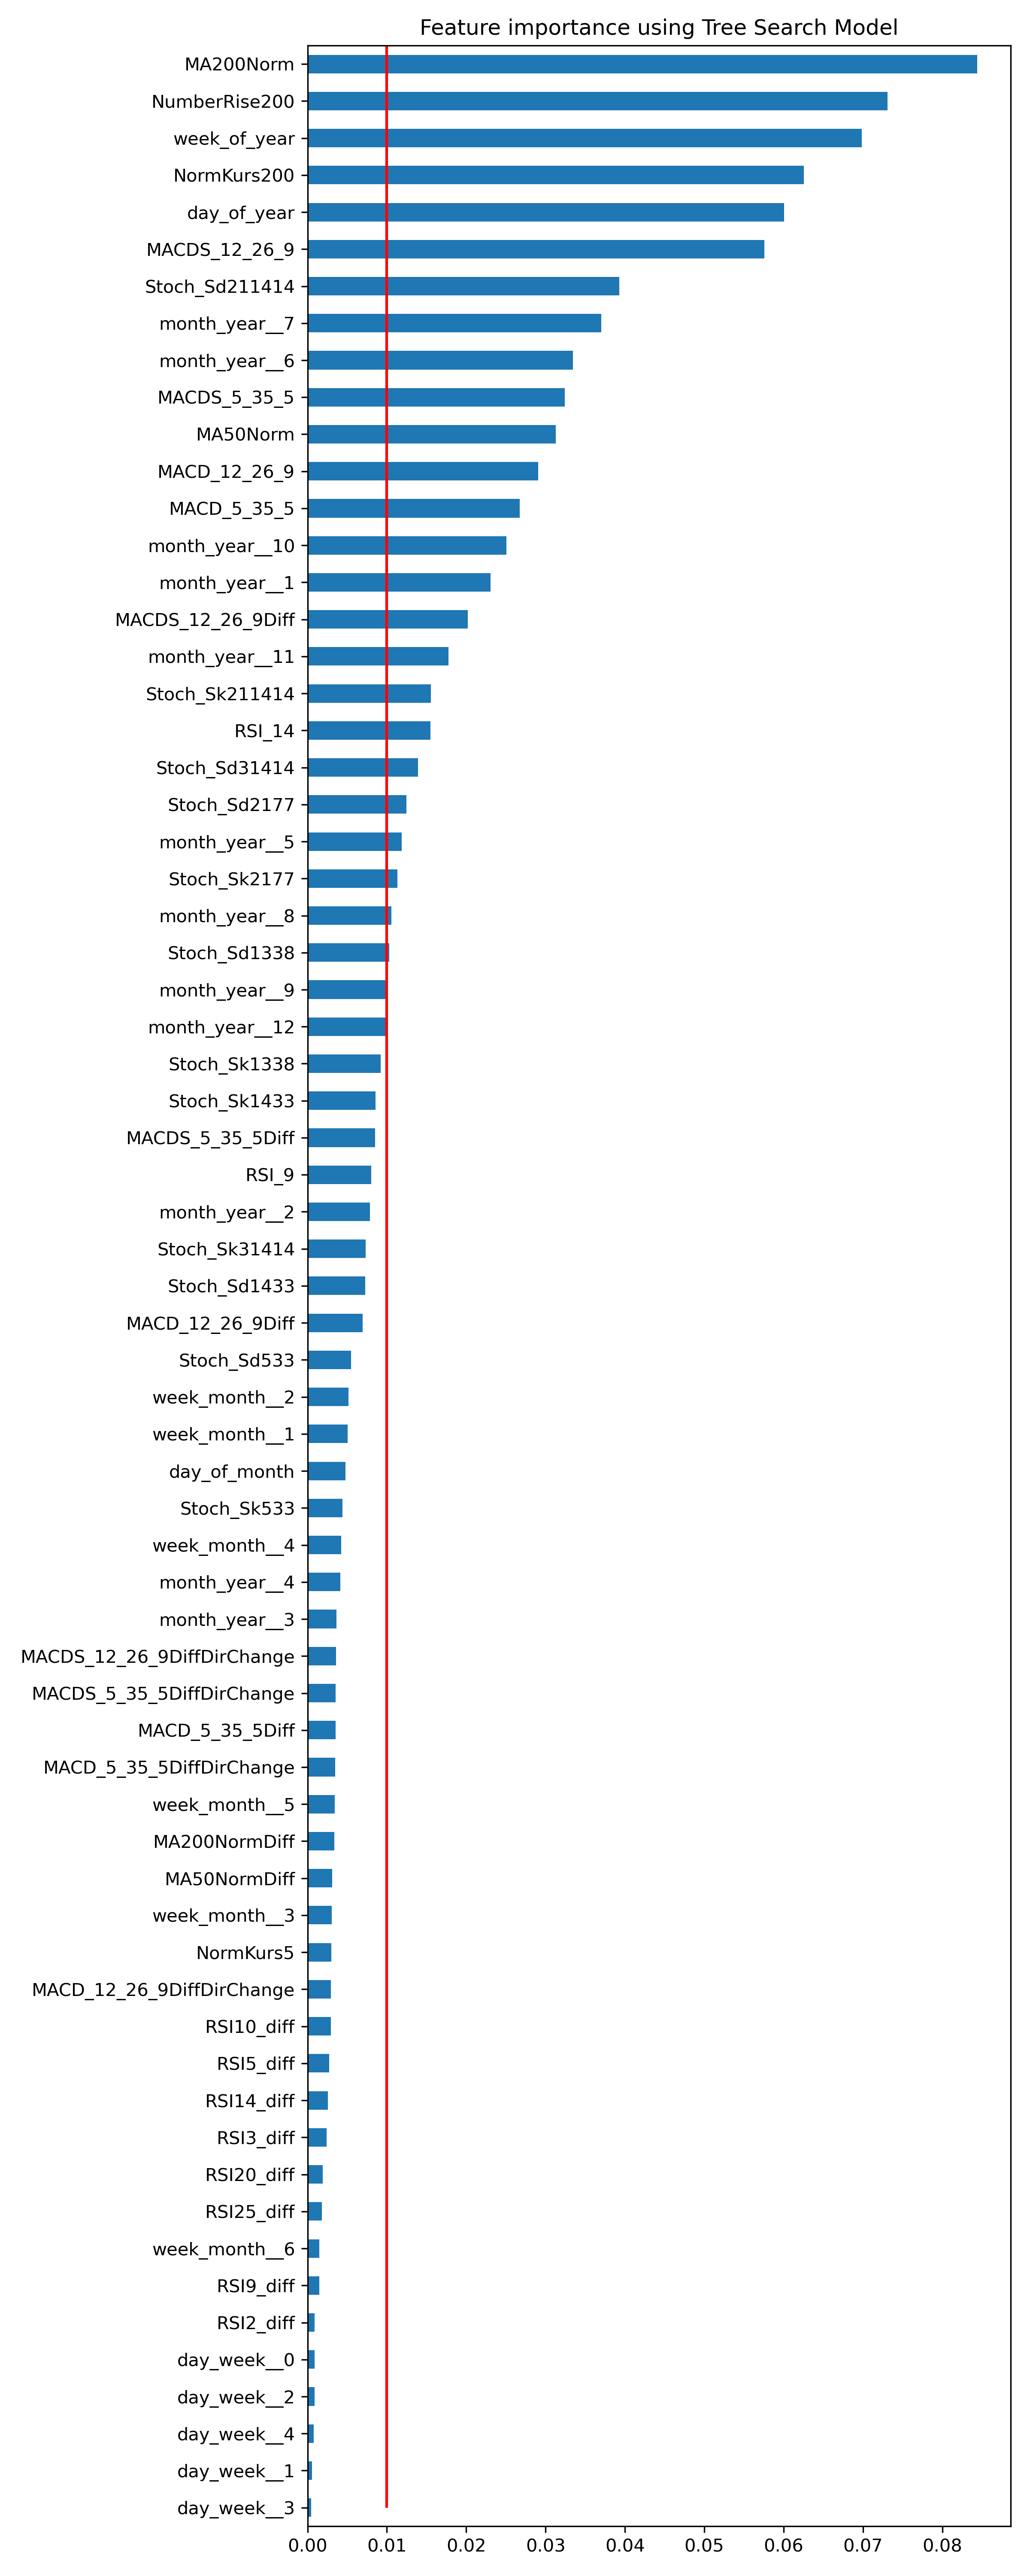 Feature importance using Tree Search Model
MA200Norm
NumberRise200
week_of_year
NormKurs200
day_of_year
MACDS_12_26_9
Stoch_Sd211414
month_year__7
month_year__6
MACDS_5_35_5
MA50Norm
MACD_12_26_9
MACD_5_35_5
month_year__10
month_year__1
MACDS_12_26_9Diff
month_year__11
Stoch_Sk211414
RSI_14
Stoch_Sd31414
Stoch_Sd2177
month_year__5
Stoch_Sk2177
month_year__8
Stoch_Sd1338
month_year__9
month_year__12
Stoch_Sk1338
Stoch_Sk1433
MACDS_5_35_5Diff
RSI_9
month_year__2
Stoch_Sk31414
Stoch_Sd1433
MACD_12_26_9Diff
Stoch_Sd533
week_month__2
week_month__1
day_of_month
Stoch_Sk533
week_month__4
month_year__4
month_year__3
MACDS_12_26_9DiffDirChange
MACDS_5_35_5DiffDirChange
MACD_5_35_5Diff
MACD_5_35_5DiffDirChange
week_month__5
MA200NormDiff
MA50NormDiff
week_month__3
NormKurs5
MACD_12_26_9DiffDirChange
RSI10_diff
RSI5_diff
RSI14_diff
RSI3_diff
RSI20_diff
RSI25_diff
week_month__6
RSI9_diff
RSI2_diff
day_week__0
day_week__2
day_week__4
day_week__1
day_week__3
0.00 0.01 0.02 0.03 0.04 0.05 0.06 0.07 0.08